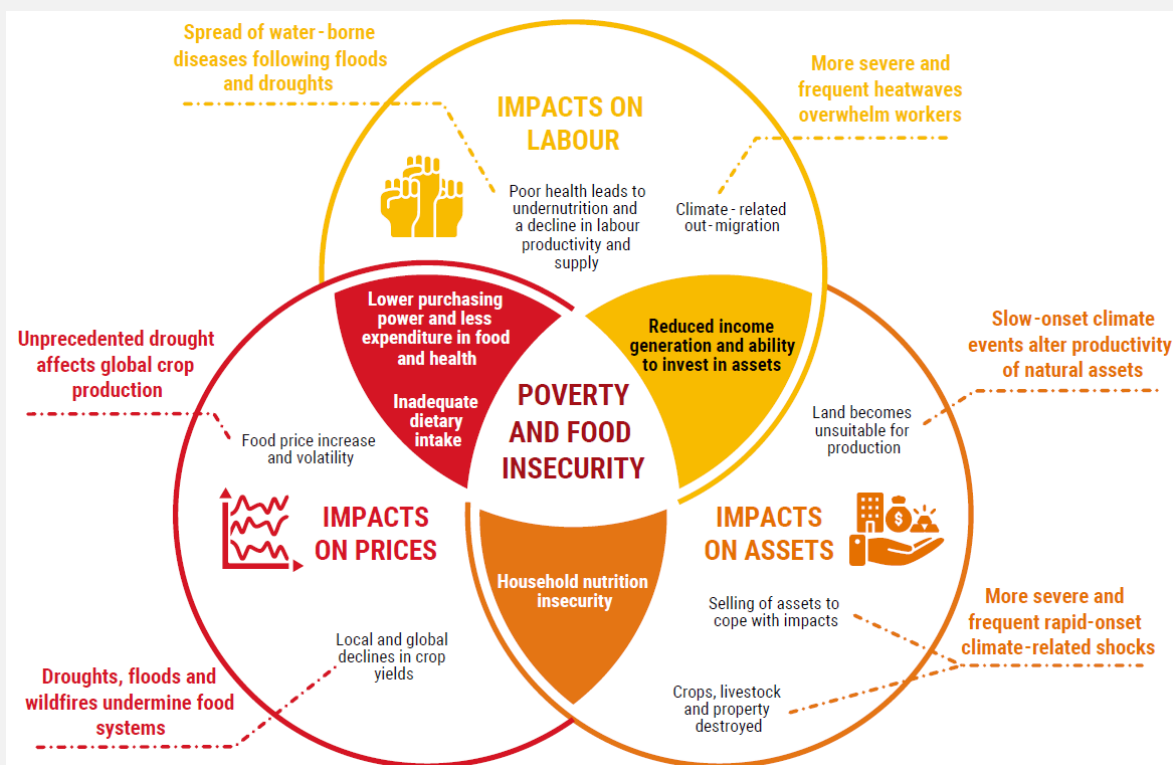 Spread of water-borne
diseases following floods
and droughts
More severe and
frequent heatwaves
overwhelm workers
IMPACTS ON
LABOUR
Poor health leads to
undernutrition and
a decline in labour
productivity and
supply
Climate-related
out-migration
Lower purchasing
power and less
expenditure in food
and health
Inadequate
dietary
intake
Reduced income
generation and ability
to invest in assets
Unprecedented drought
affects global crop
production
Slow-onset climate
events alter productivity
of natural assets
POVERTY
AND FOOD
INSECURITY
Food price increase
and volatility
Land becomes
unsuitable for
production
IMPACTS
ON PRICES
IMPACTS
ON ASSETS
$
Household nutrition
insecurity
Selling of assets to
cope with impacts
More severe and
frequent rapid-onset
climate-related shocks
Local and global
declines in crop
yields
Droughts, floods and
wildfires undermine food
systems
Crops, livestock
and property
destroyed